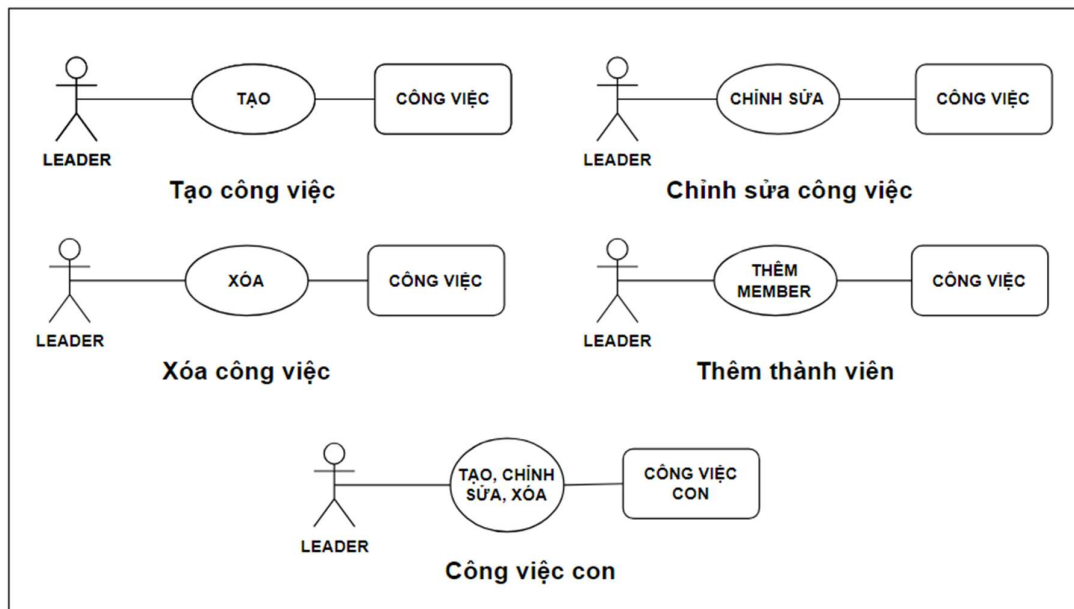 TẠO
CÔNG VIỆC
LEADER
Tạo công việc
CHỈNH SỬA
CÔNG VIỆC
LEADER
Chỉnh sửa công việc
XÓA
CÔNG VIỆC
LEADER
Xóa công việc
THÊM
MEMBER
CÔNG VIỆC
LEADER
Thêm thành viên
TẠO, CHỈNH
SỬA, XÓA
CÔNG VIỆC
CON
LEADER
Công việc con